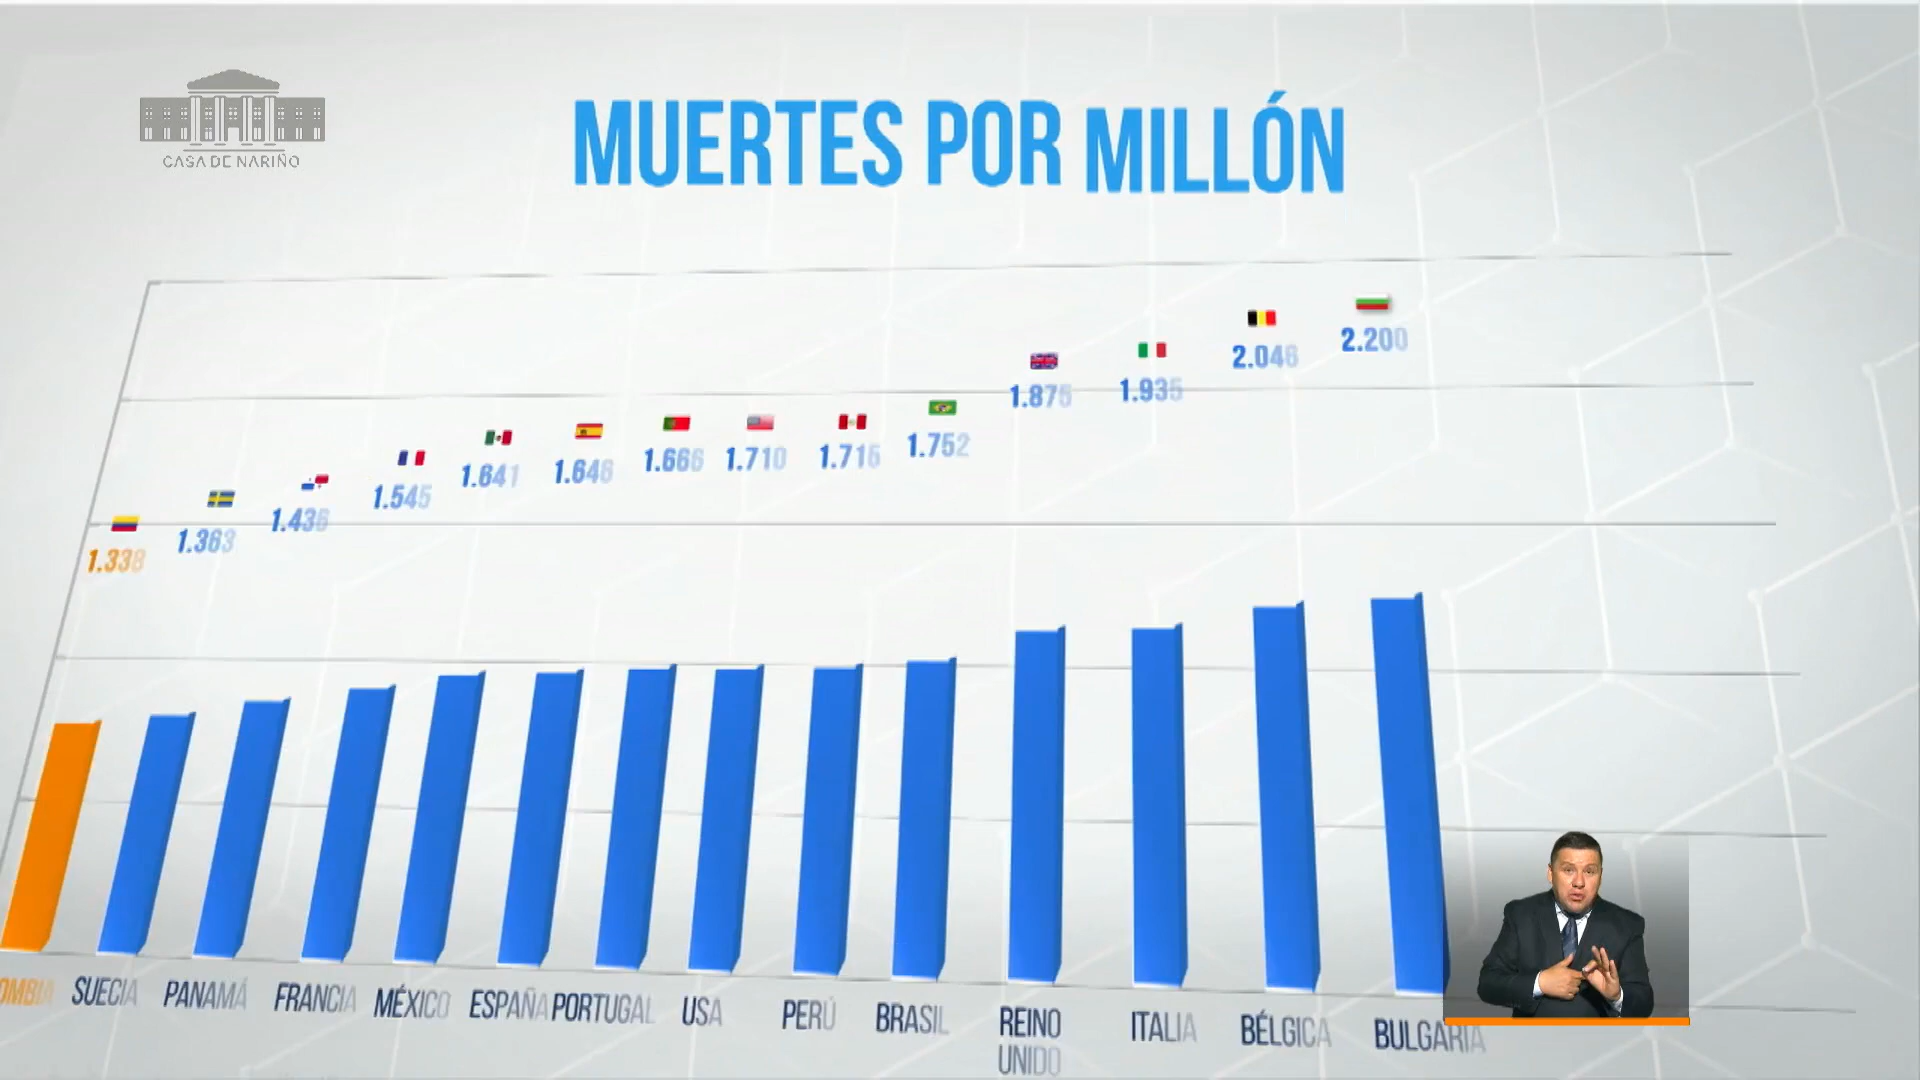 CASA DE NARIÑO
MUERTES POR MILLÓN
2.200
2.046
1.875
1.935
1.752
1.666
1.710
1.715
1.641
1.646
1.545
1.436
1.363
1.338
OMBIA
SUECIA
PANAMÁ
FRANCIA
MÉXICO
ESPAÑA
PORTUGAL
USA
PERÚ
BRASIL
REINO
UNIDO
ITALIA
BÉLGICA
BULGARIA